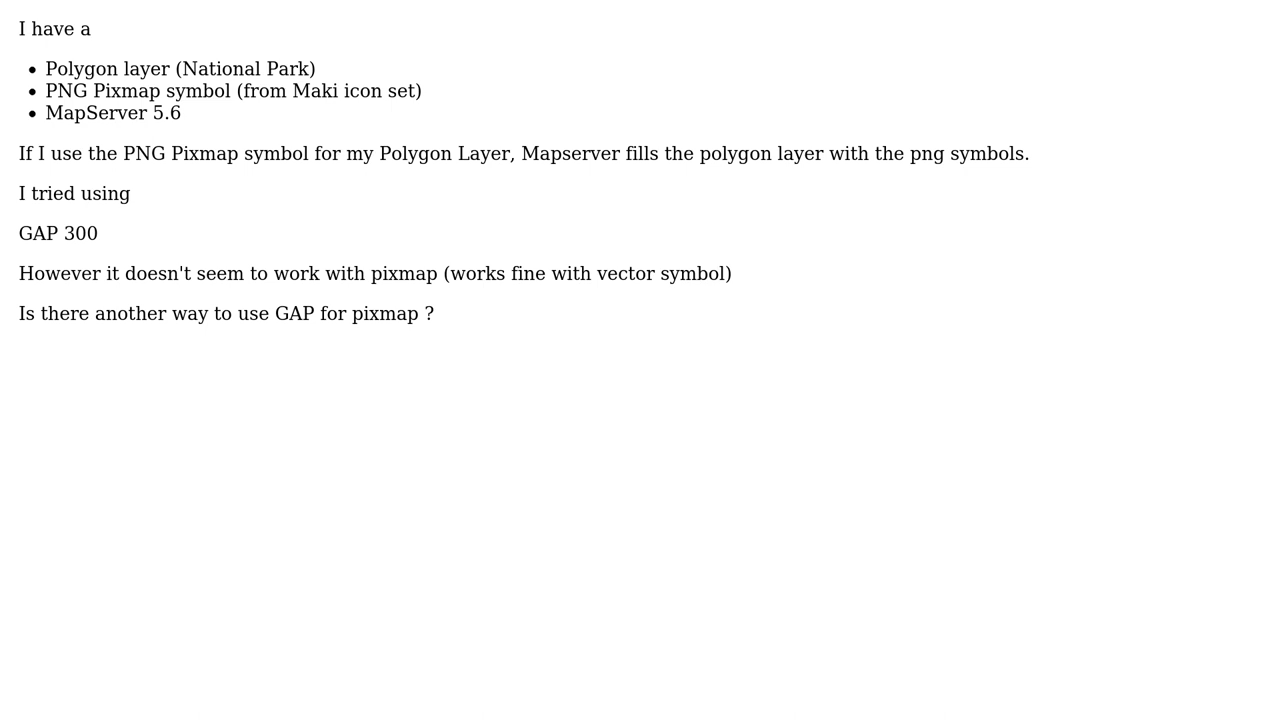 I have a
• Polygon layer (National Park)
• PNG Pixmap symbol (from Maki icon set)
• MapServer 5.6
If I use the PNG Pixmap symbol for my Polygon Layer, Mapserver fills the polygon layer with the png symbols.
I tried using
GAP 300
However it doesn't seem to work with pixmap (works fine with vector symbol)
Is there another way to use GAP for pixmap ?